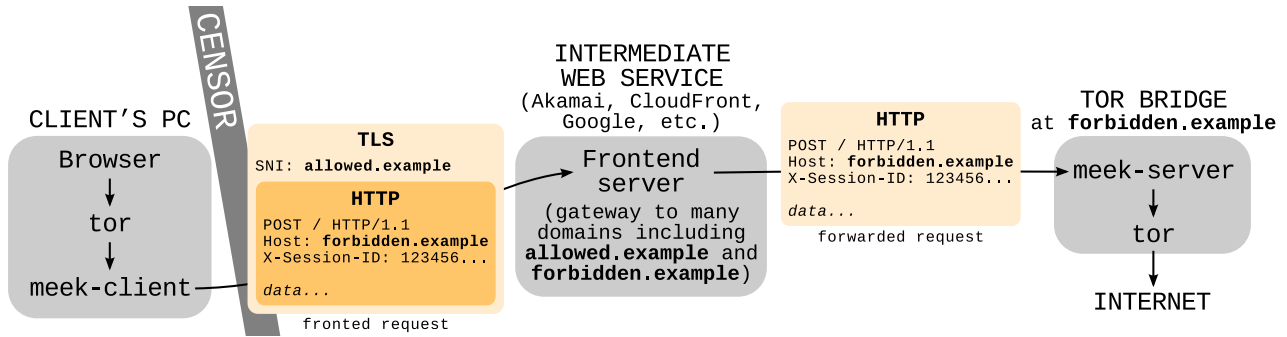 CENSOR
CLIENT’S PC
Browser
tor
meek-client
TLS
SNI: allowed.example
HTTP
POST / HTTP/1.1
Host: forbidden.example
X-Session-ID: 123456...
data...
fronted request
INTERMEDIATE
WEB SERVICE
(Akamai, CloudFront,
Google, etc.)
Frontend
server
(gateway to many
domains including
allowed.example and
forbidden.example)
HTTP
POST / HTTP/1.1
Host: forbidden.example
X-Session-ID: 123456...
data...
forwarded request
TOR BRIDGE
at forbidden.example
meek-server
tor
INTERNET